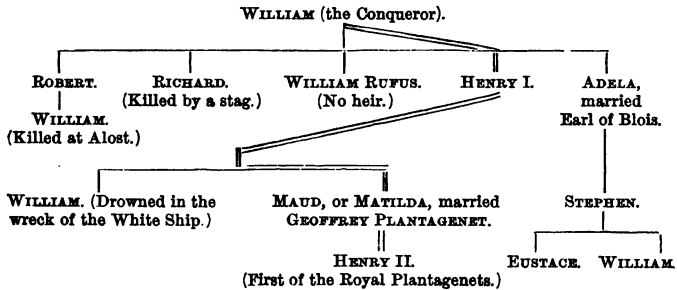 WILLIAM (the Conqueror).
ROBERT. RICHARD. WILLIAM RUFUS. HENRY I. ADELA,
(Killed by a stag.) (No heir.) married
WILLIAM. Earl of Blois.
(Killed at Alost.)
WILLIAM. (Drowned in the MAUD, or MATILDA, married STEPHEN.
wreck of the White Ship.) GEOFFREY PLANTAGENET.
HENRY II. EUSTACE. WILLIAM.
(First of the Royal Plantagenets.)